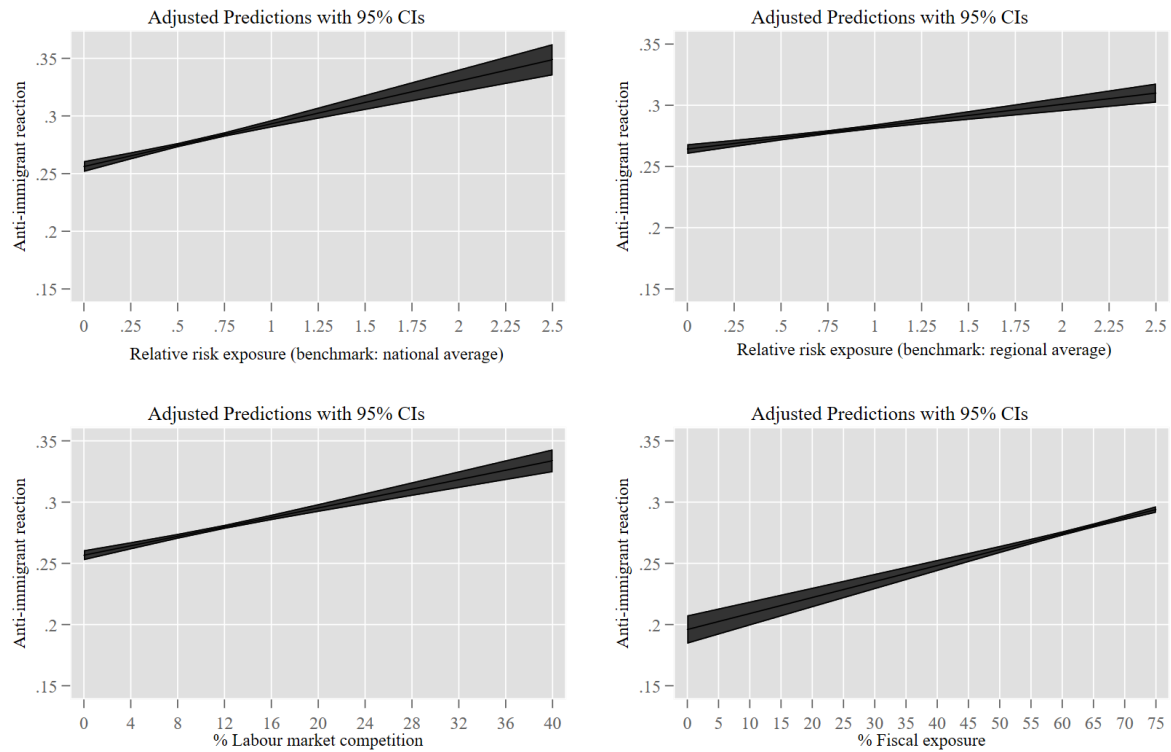 Adjusted Predictions with 95% CIs
Anti-immigrant reaction
.35
.3
.25
.2
.15
0 .25 .5 .75 1 1.25 1.5 1.75 2 2.25 2.5
Relative risk exposure (benchmark: national average)
Adjusted Predictions with 95% CIs
Anti-immigrant reaction
.35
.3
.25
.2
.15
0 .25 .5 .75 1 1.25 1.5 1.75 2 2.25 2.5
Relative risk exposure (benchmark: regional average)
Adjusted Predictions with 95% CIs
Anti-immigrant reaction
.35
.3
.25
.2
.15
0 4 8 12 16 20 24 28 32 36 40
% Labour market competition
Adjusted Predictions with 95% CIs
Anti-immigrant reaction
.35
.3
.25
.2
.15
0 5 10 15 20 25 30 35 40 45 50 55 60 65 70 75
% Fiscal exposure